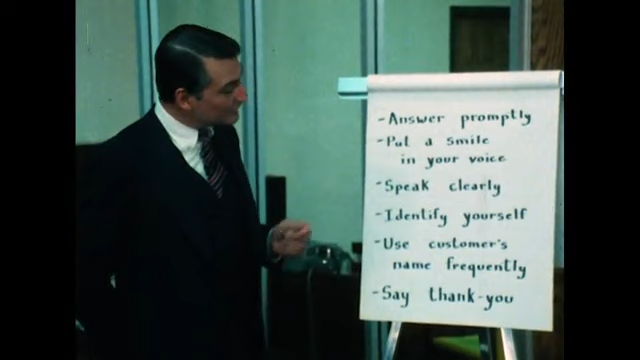 - Answer promptly
- Put a smile
in your voice
- Speak clearly
- Identify yourself
- Use customer's
name frequently
- Say thank-you